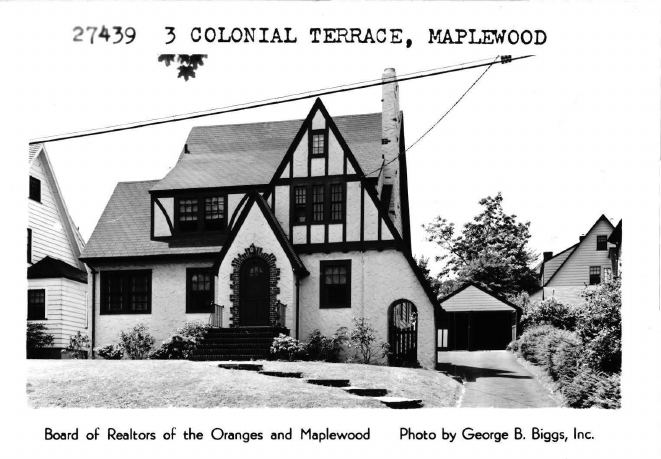 27439 3 COLONIAL TERRACE, MAPLEWOOD
Board of Realtors of the Oranges and Maplewood Photo by George B. Biggs, Inc.